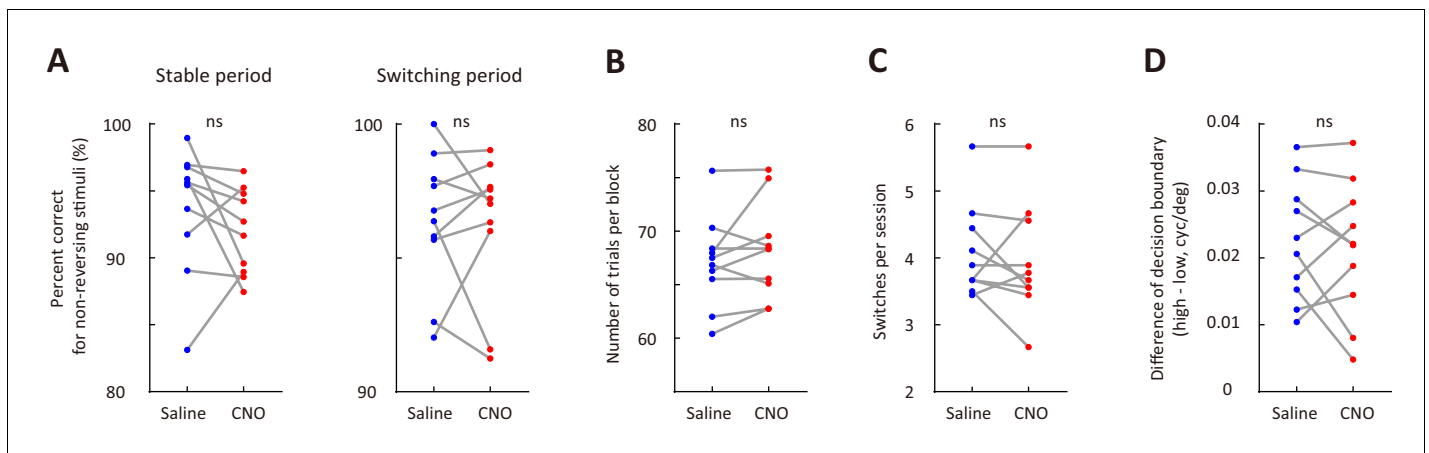 A
Stable period
Switching period
B
C
D
Percent correct
for non-reversing stimuli (%)
100
90
80
ns
Saline CNO
100
90
ns
Saline CNO
Number of trials per block
80
70
60
ns
Saline CNO
Switches per session
6
5
4
3
2
ns
Saline CNO
Difference of decision boundary
(high - low, cyc/deg)
0.04
0.03
0.02
0.01
0
ns
Saline CNO